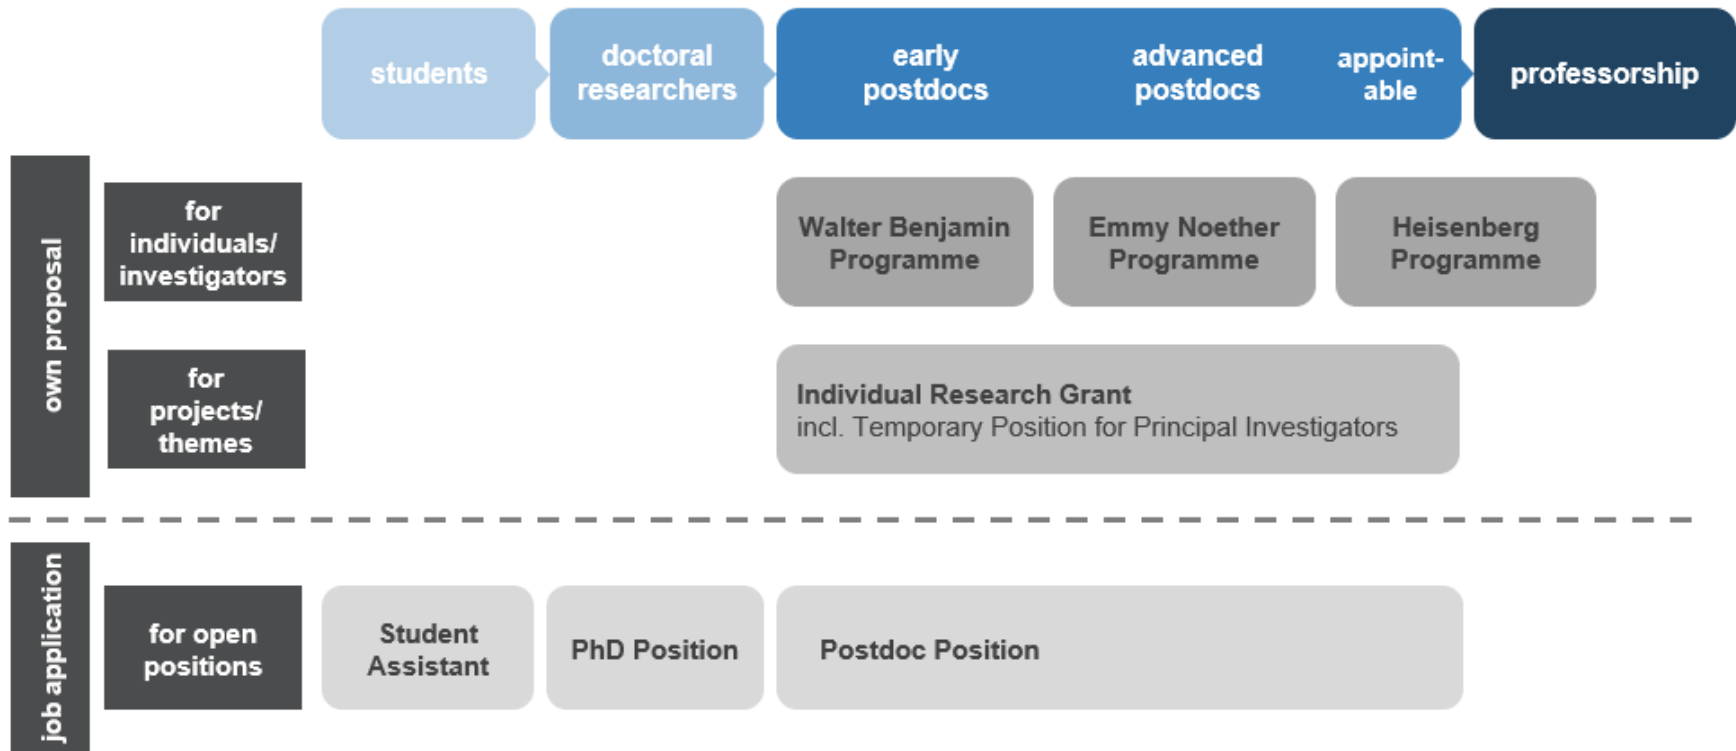 students
doctoral
researchers
early
postdocs
advanced
postdocs
appoint-
able
professorship
own proposal
for
individuals/
investigators
Walter Benjamin
Programme
Emmy Noether
Programme
Heisenberg
Programme
for
projects/
themes
Individual Research Grant
incl. Temporary Position for Principal Investigators
job application
for open
positions
Student
Assistant
PhD Position
Postdoc Position